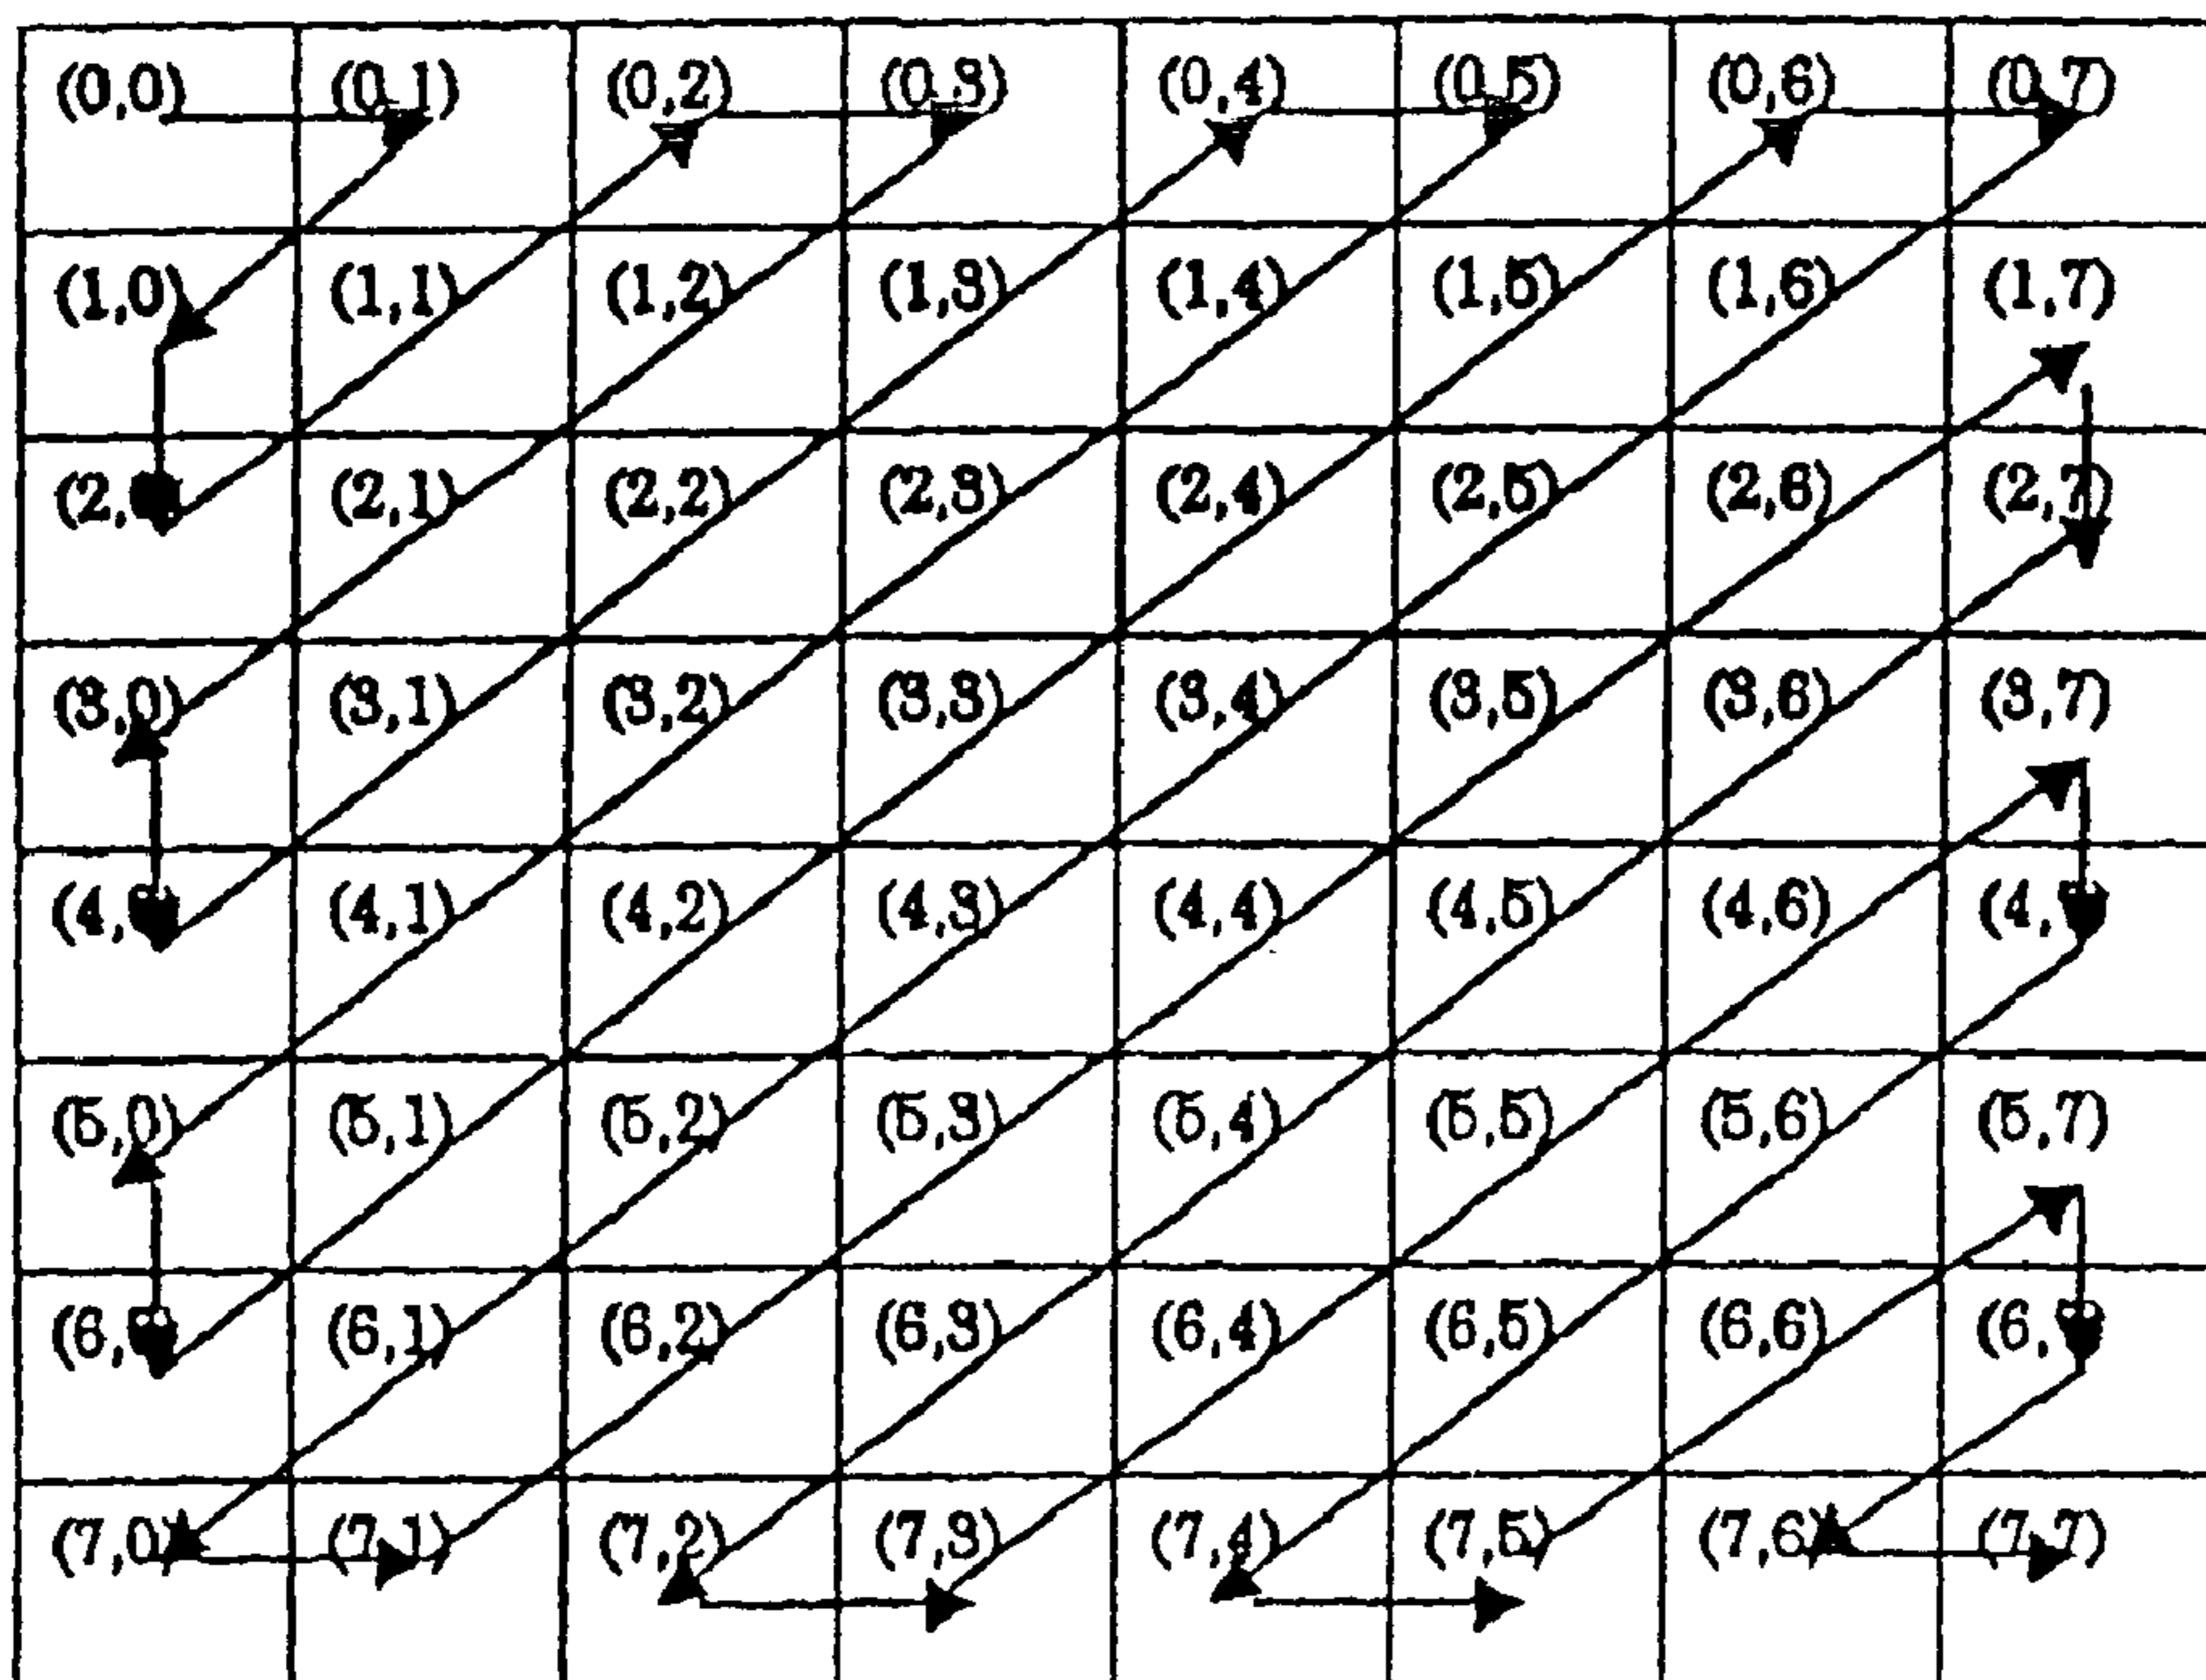 (0,0) (0,1) (0,2) (0,3) (0,4) (0,5) (0,6) (0,7)
(1,0) (1,1) (1,2) (1,3) (1,4) (1,5) (1,6) (1,7)
(2, (2,1) (2,2) (2,3) (2,4) (2,5) (2,6) (2,7)
(3,0) (3,1) (3,2) (3,3) (3,4) (3,5) (3,6) (3,7)
(4, (4,1) (4,2) (4,3) (4,4) (4,5) (4,6) (4,
(5,0) (5,1) (5,2) (5,3) (5,4) (5,5) (5,6) (5,7)
(6, (6,1) (6,2) (6,3) (6,4) (6,5) (6,6) (6,
(7,0) (7,1) (7,2) (7,3) (7,4) (7,5) (7,6) (7,7)